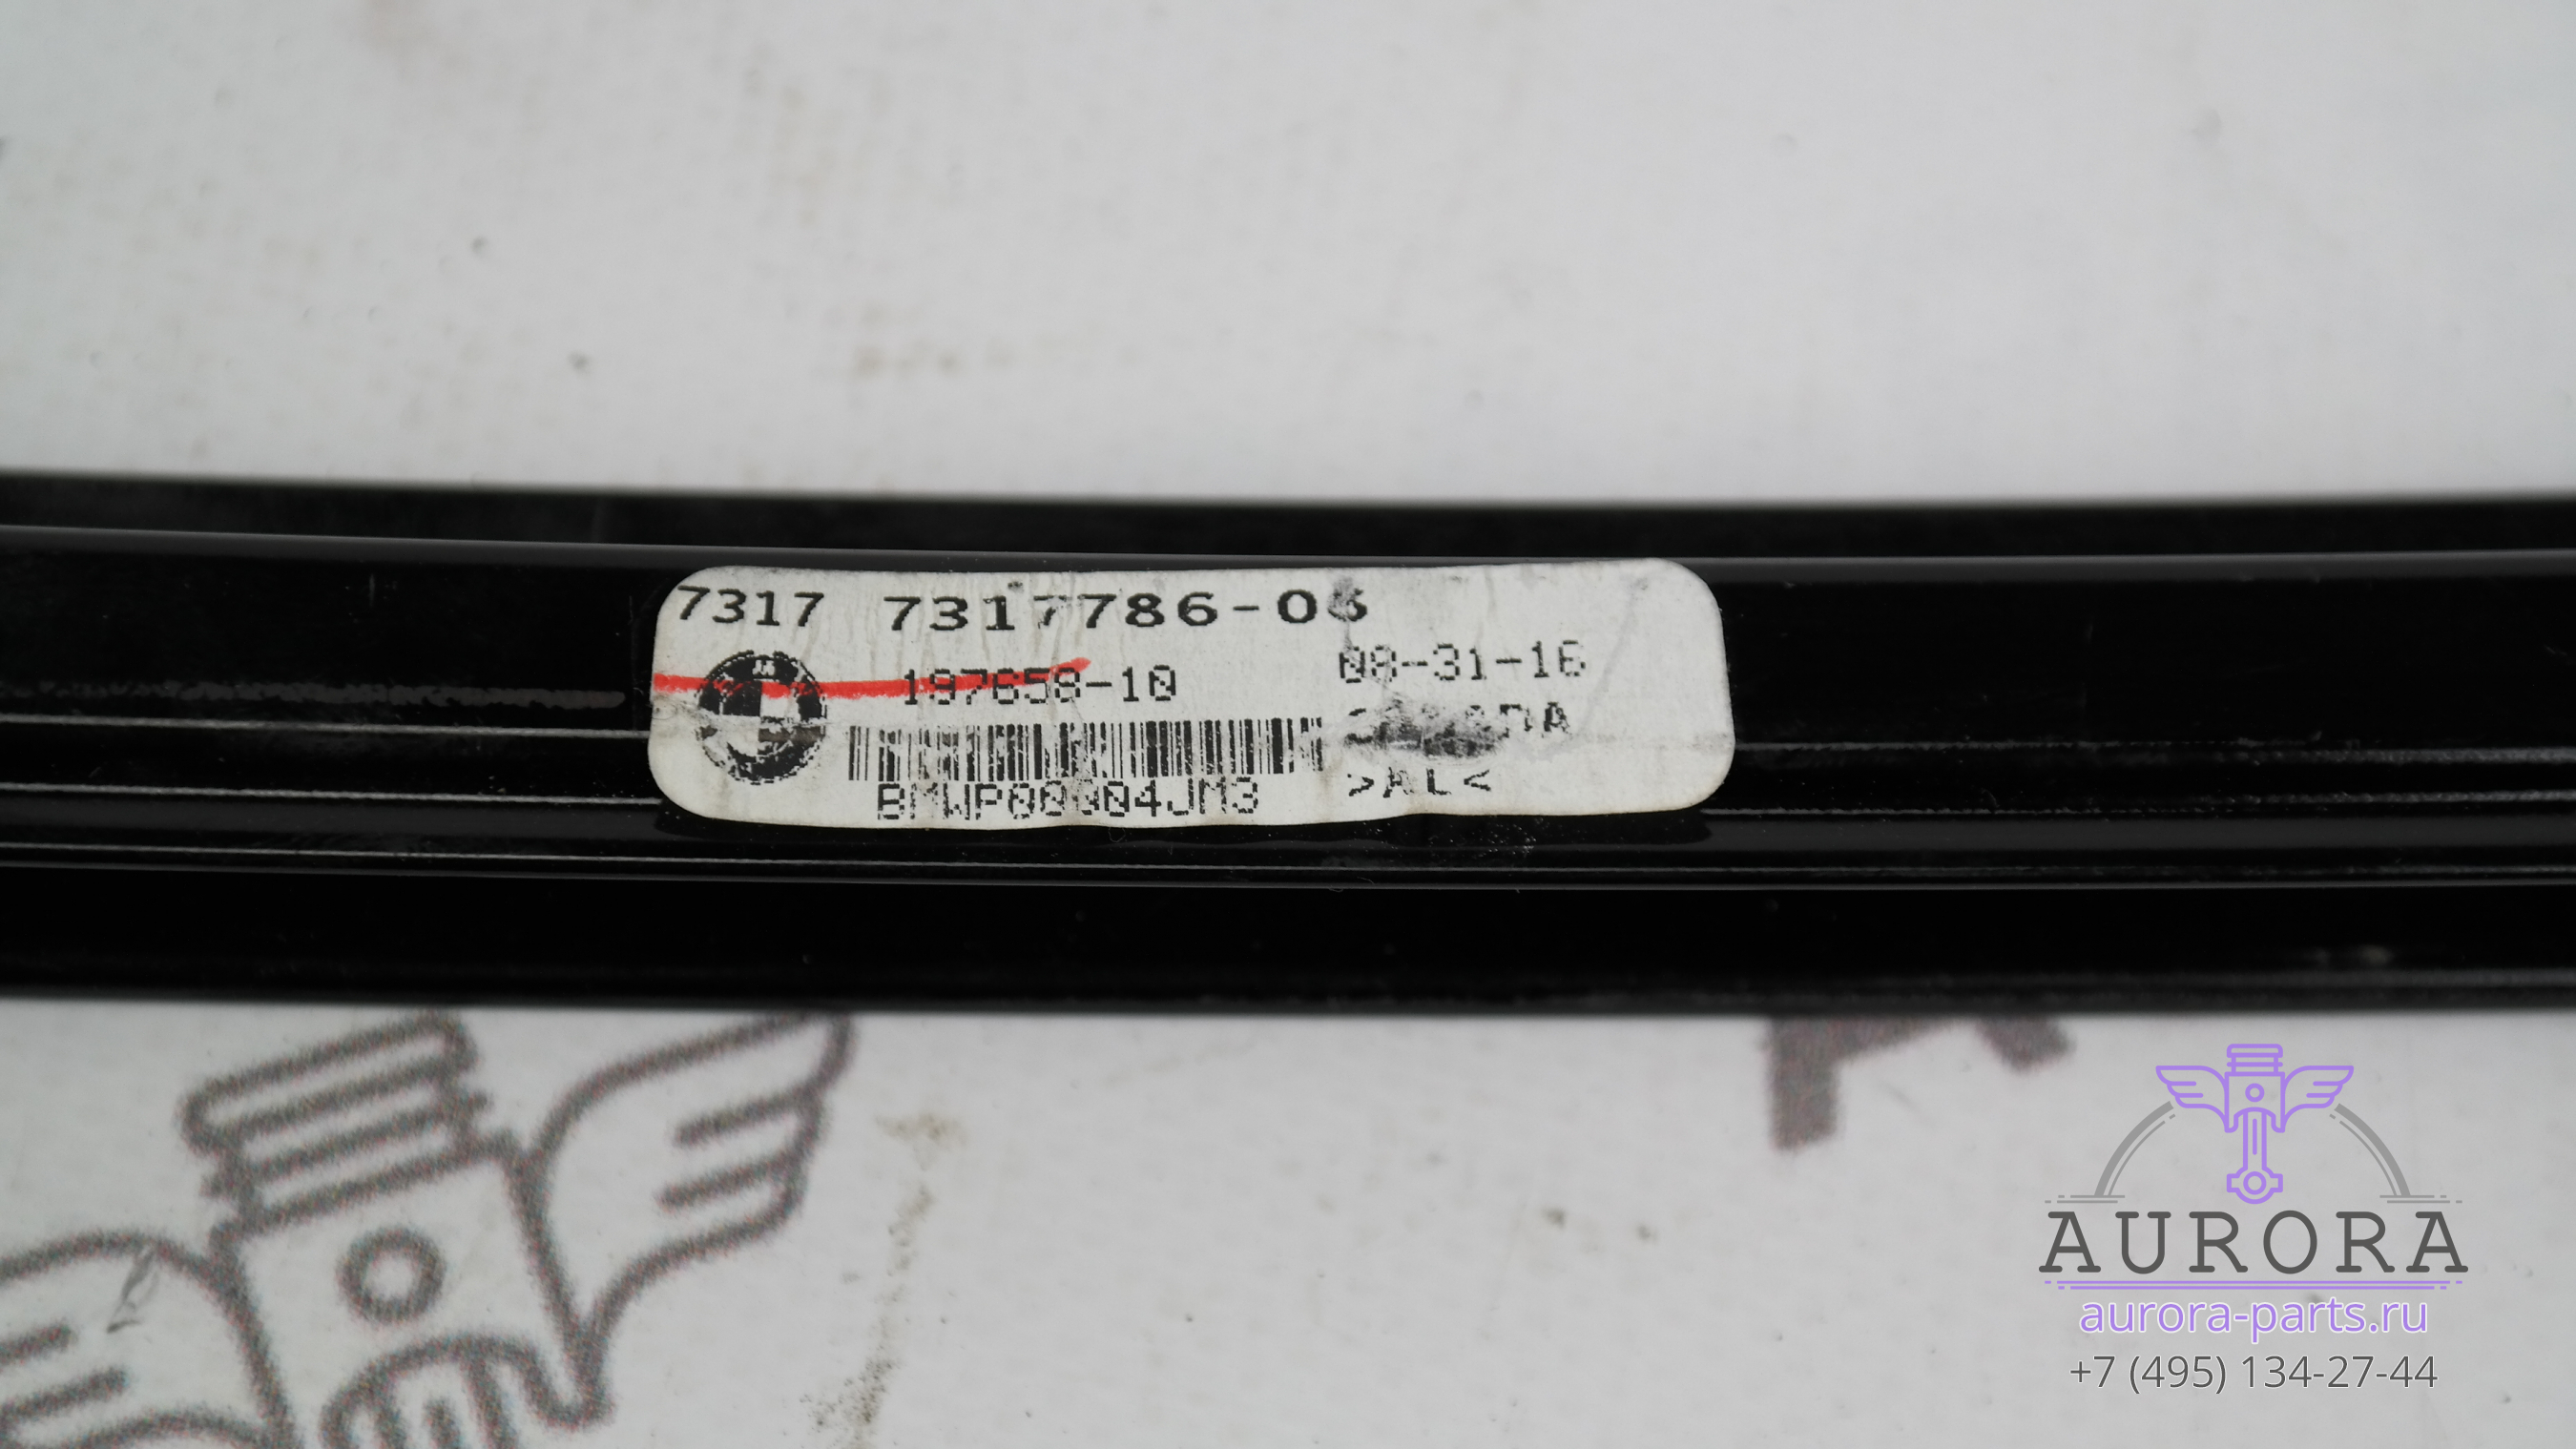 7317 7317786-06
197658-10
08-31-16
CANADA
BMWP00004JM3
>AL<
AURORA
aurora-parts.ru
+7 (495) 134-27-44